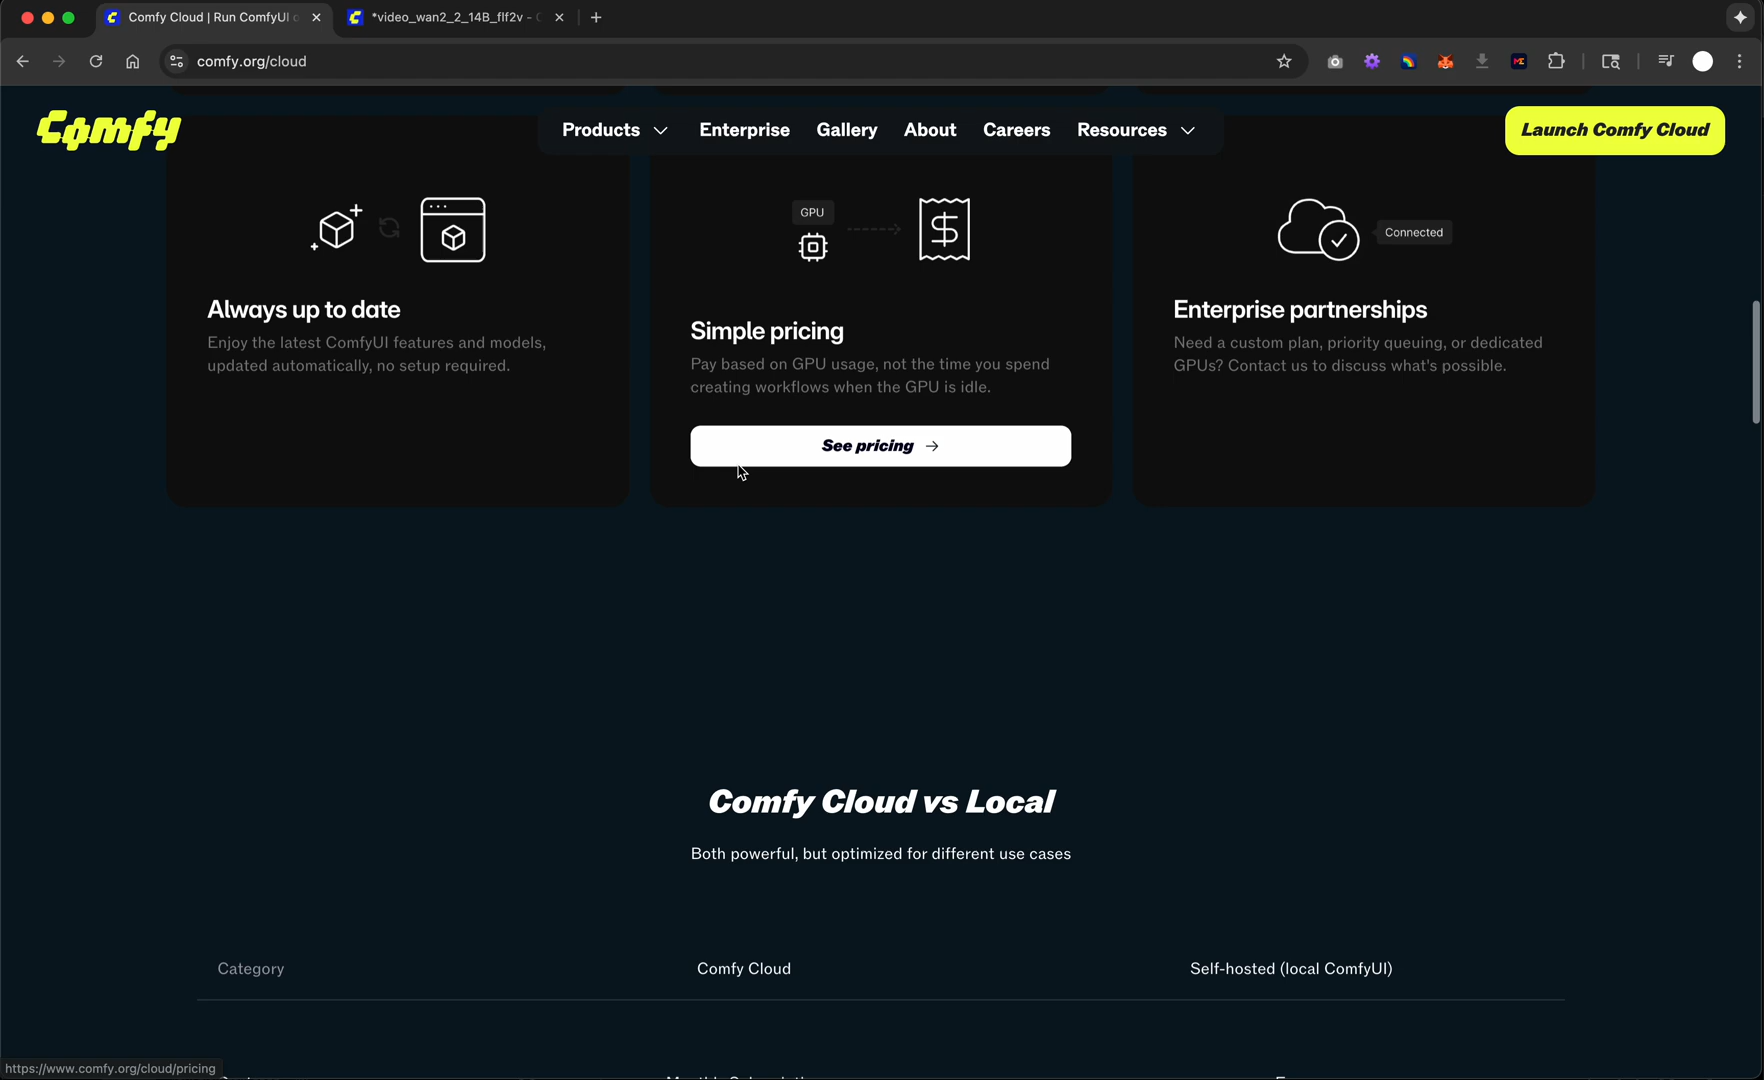 Comfy Cloud | Run ComfyUI
*video_wan2_2_14B_flf2v -
comfy.org/cloud
Comfy
Products
Enterprise
Gallery
About
Careers
Resources
Launch Comfy Cloud
GPU
Connected
Always up to date
Enjoy the latest ComfyUI features and models,
updated automatically, no setup required.
Simple pricing
Pay based on GPU usage, not the time you spend
creating workflows when the GPU is idle.
See pricing →
Enterprise partnerships
Need a custom plan, priority queuing, or dedicated
GPUs? Contact us to discuss what's possible.
Comfy Cloud vs Local
Both powerful, but optimized for different use cases
Category
Comfy Cloud
Self-hosted (local ComfyUI)
https://www.comfy.org/cloud/pricing